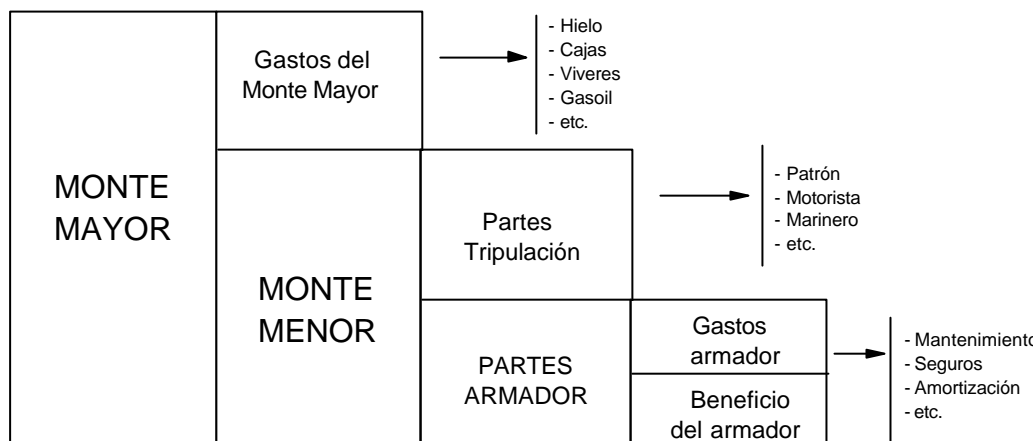 MONTE
MAYOR
Gastos del
Monte Mayor
- Hielo
- Cajas
- Viveres
- Gasoil
- etc.
MONTE
MENOR
Partes
Tripulación
- Patrón
- Motorista
- Marinero
- etc.
PARTES
ARMADOR
Gastos
armador
- Mantenimiento
- Seguros
- Amortización
- etc.
Beneficio
del armador